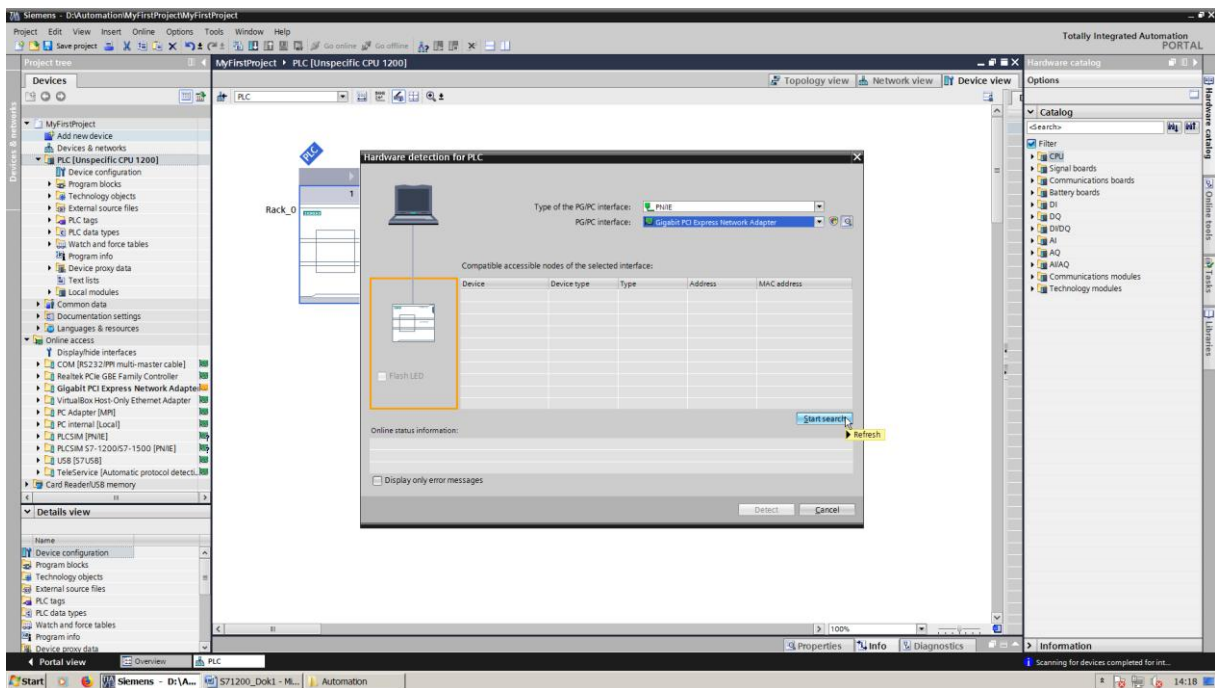 Siemens - D:\Automation\MyFirstProject\MyFirstProject
Project Edit View Insert Online Options Tools Window Help
Save project Go online Go offline
Totally Integrated Automation
PORTAL
Project tree
MyFirstProject PLC [Unspecific CPU 1200]
Hardware catalog
Devices
Topology view Network view Device view
Options
PLC
MyFirstProject
Add new device
Devices & networks
PLC [Unspecific CPU 1200]
Device configuration
Program blocks
Technology objects
External source files
PLC tags
PLC data types
Watch and force tables
Program info
Device proxy data
Text lists
Local modules
Common data
Documentation settings
Languages & resources
Online access
Display/hide interfaces
COM [RS232/PPI multi-master cable]
Realtek PCIe GBE Family Controller
Gigabit PCI Express Network Adapter
VirtualBox Host-Only Ethernet Adapter
PC Adapter [MPI]
PC internal [Local]
PLCSIM [PN/IE]
PLCSIM S7-1200/S7-1500 [PN/IE]
USB [S7USB]
TeleService [Automatic protocol detecti...
Card Reader/USB memory
Details view
Name
Device configuration
Program blocks
Technology objects
External source files
PLC tags
PLC data types
Watch and force tables
Program info
Device proxy data
Devices & networks
PLC
Rack_0
1
SIEMENS
Hardware detection for PLC
Type of the PG/PC interface: PN/IE
PG/PC interface: Gigabit PCI Express Network Adapter
Compatible accessible nodes of the selected interface:
Device Device type Type Address MAC address
Flash LED
Start search
Refresh
Online status information:
Display only error messages
Detect Cancel
100%
Properties Info Diagnostics
Catalog
<Search>
Filter
CPU
Signal boards
Communications boards
Battery boards
DI
DQ
DI/DQ
AI
AQ
AI/AQ
Communications modules
Technology modules
Information
Hardware catalog
Online tools
Tasks
Libraries
Portal view Overview PLC
Scanning for devices completed for int...
Start Siemens - D:\A... S71200_Dok1 - Mi... Automation 14:18